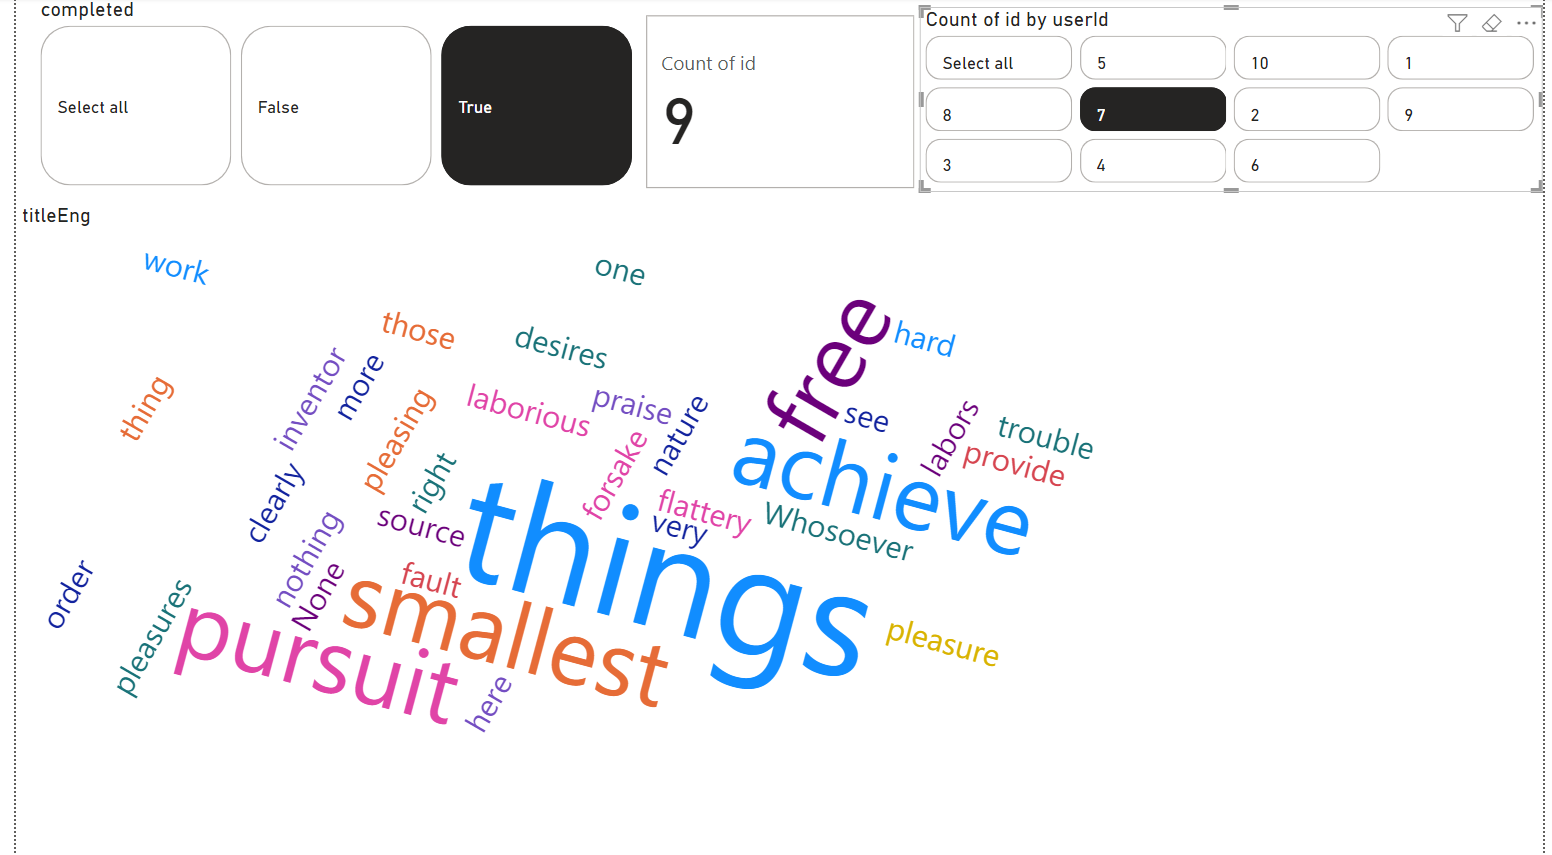 completed
Select all
False
True
Count of id
9
Count of id by userId
Select all
5
10
1
8
7
2
9
3
4
6
titleEng
work
one
those
desires
free
hard
thing
inventor
more
pleasing
laborious
praise
nature
see
labors
trouble
provide
achieve
clearly
right
forsake
source
things
flattery
very
Whosoever
nothing
None
fault
smallest
order
pleasures
pursuit
here
pleasure